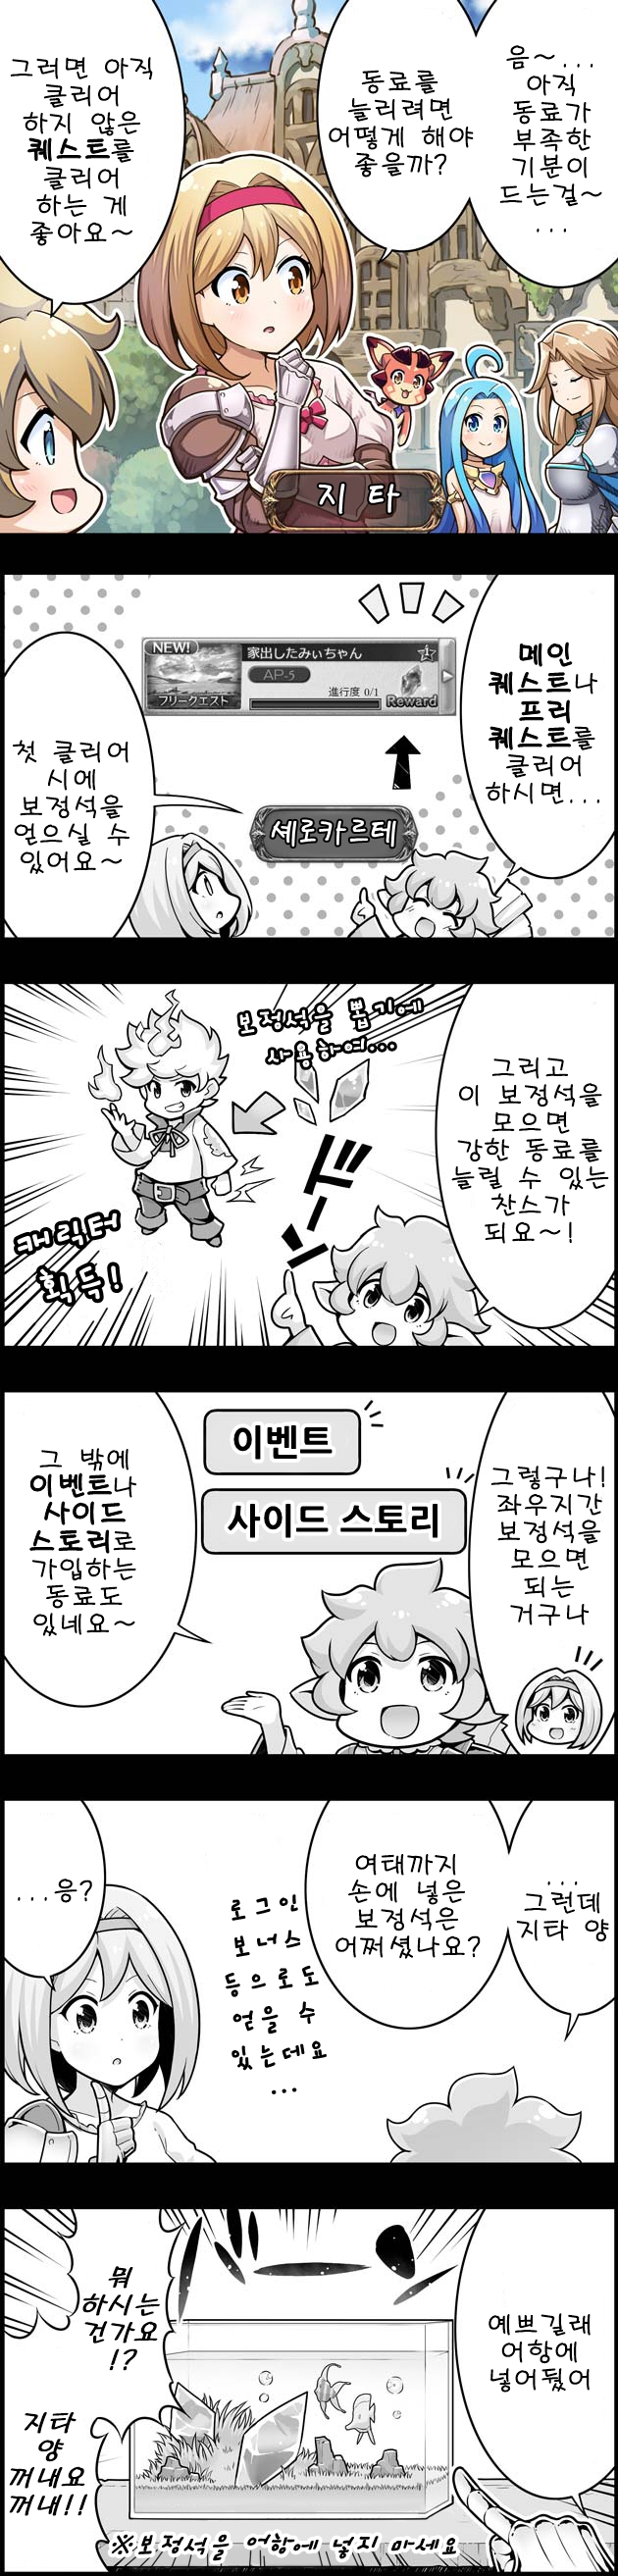 음~...
아직
동료가
부족한
기분이
드는걸~
...
동료를
늘리려면
어떻게 해야
좋을까?
그러면 아직
클리어
하지 않은
퀘스트를
클리어
하는 게
좋아요~
지타
메인
퀘스트나
프리
퀘스트를
클리어
하시면...
NEW!
家出したみぃちゃん
AP-5
進行度 0/1
フリークエスト
Reward
세로카르테
첫 클리어
시에
보정석을
얻으실 수
있어요~
그리고
이 보정석을
모으면
강한 동료를
늘릴 수 있는
찬스가
되요~!
보정석을 뽑기에
사용하여...
ドドーン
캐릭터
획득!
그렇구나!
좌우지간
보정석을
모으면
되는
거구나
이벤트
사이드 스토리
그 밖에
이벤트나
사이드
스토리로
가입하는
동료도
있네요~
...
그런데
지타 양
여태까지
손에 넣은
보정석은
어쩌셨나요?
로그인
보너스
등으로도
얻을 수
있는데요
...
...응?
예쁘길래
어항에
넣어뒀어
뭐
하시는
건가요
!?
지타
양
꺼내요
꺼내!!
※보정석을 어항에 넣지 마세요